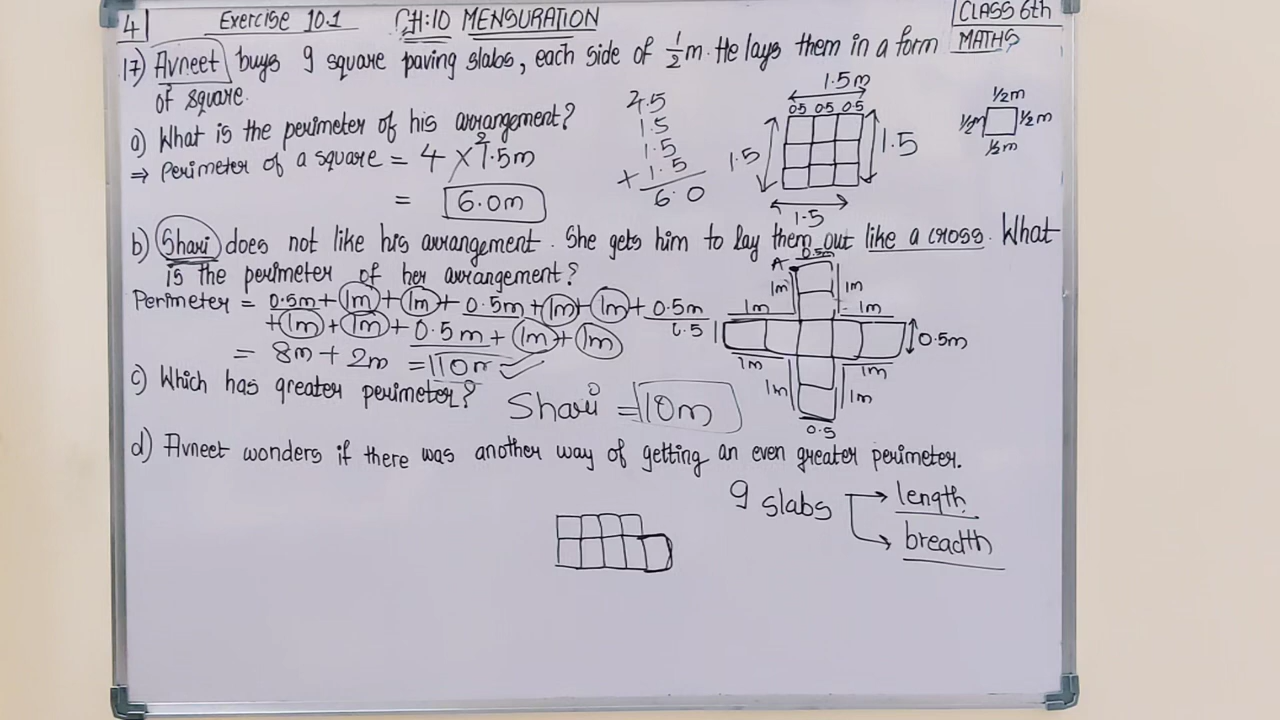 4 Exercise 10.1 CH:10 MENSURATION CLASS 6th
MATHS
17) Avneet buys 9 square paving slabs, each side of 1/2 m. He lays them in a form
of square.
a) What is the perimeter of his arrangement?
⇒ Perimeter of a square = 4 × 1.5m
= 6.0m
2
1.5
1.5
1.5
+ 1.5
6.0
1.5m
0.5 0.5 0.5
1.5
1.5
1.5
1/2m
1/2m
1/2m
1/2m
b) Shari does not like his arrangement. She gets him to lay them out like a cross. What
is the perimeter of her arrangement?
Perimeter = 0.5m + 1m + 1m + 0.5m + 1m + 1m + 0.5m
+ 1m + 1m + 0.5m + 1m + 1m
= 8m + 2m = 10m
0.5m
A
1m 1m
1m 1m
0.5
0.5m
1m 1m
1m 1m
0.5
c) Which has greater perimeter? Shari = 10m
d) Avneet wonders if there was another way of getting an even greater perimeter.
9 slabs → length
→ breadth